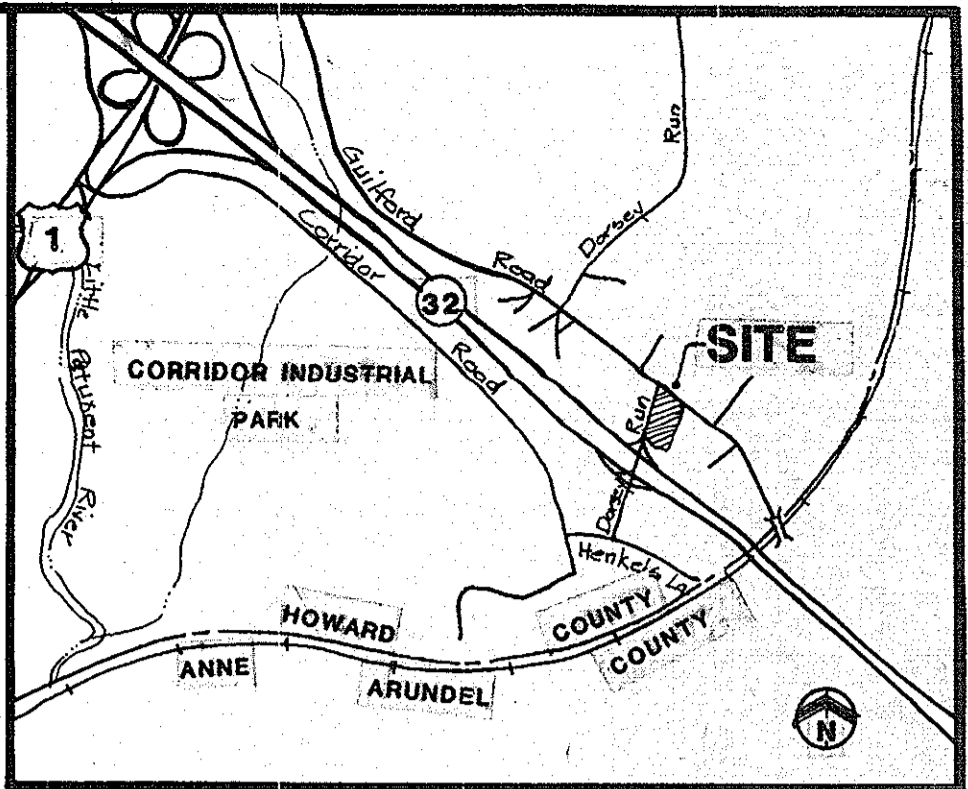 Guilford
Road
Dorsey
Run
1
Corridor
Road
32
SITE
Little
Patuxent
River
CORRIDOR INDUSTRIAL
PARK
Dorsey
Run
Henkels La
HOWARD
COUNTY
ANNE
ARUNDEL
COUNTY
N